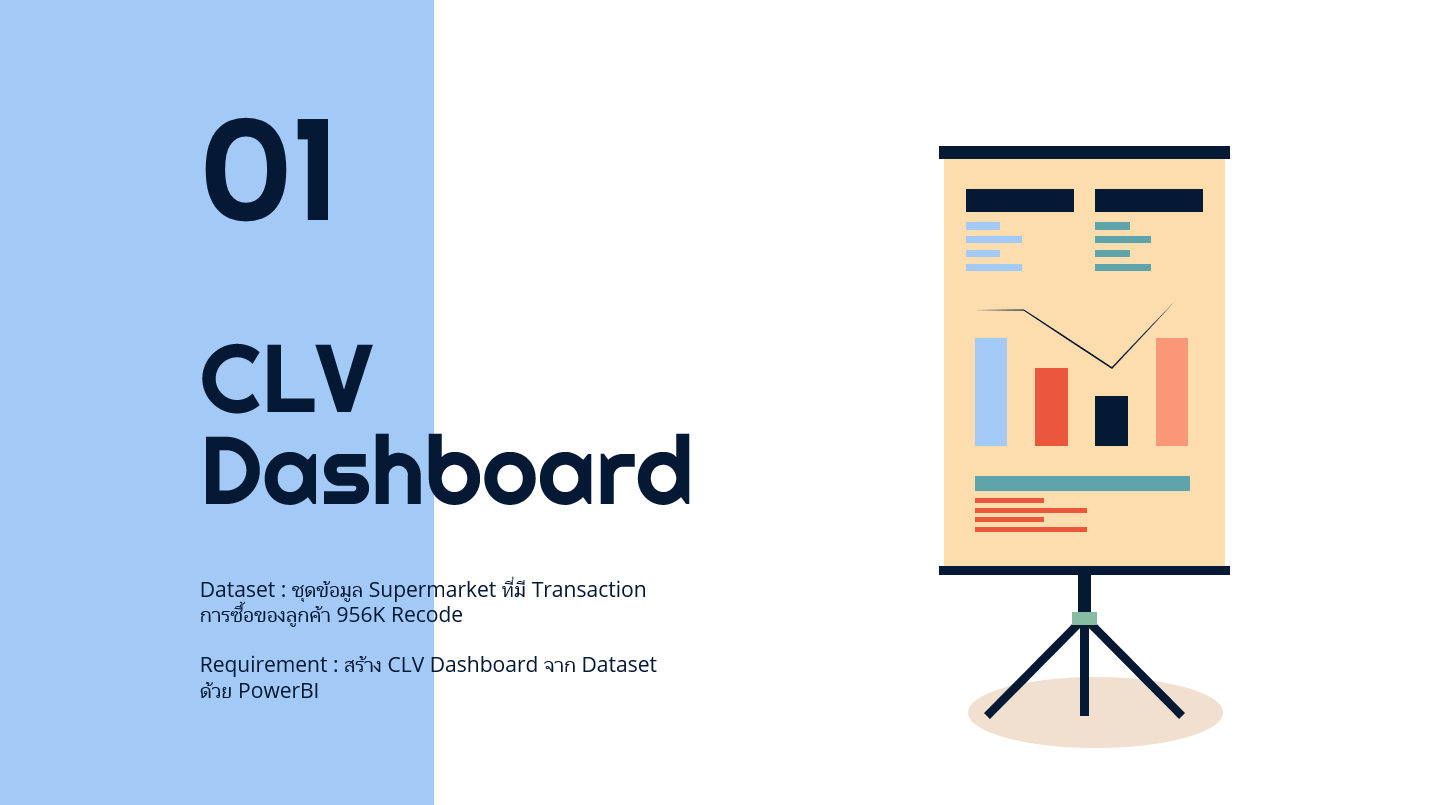 01
CLV
Dashboard
Dataset : ชุดข้อมูล Supermarket ที่มี Transaction
การซื้อของลูกค้า 956K Recode
Requirement : สร้าง CLV Dashboard จาก Dataset
ด้วย PowerBI